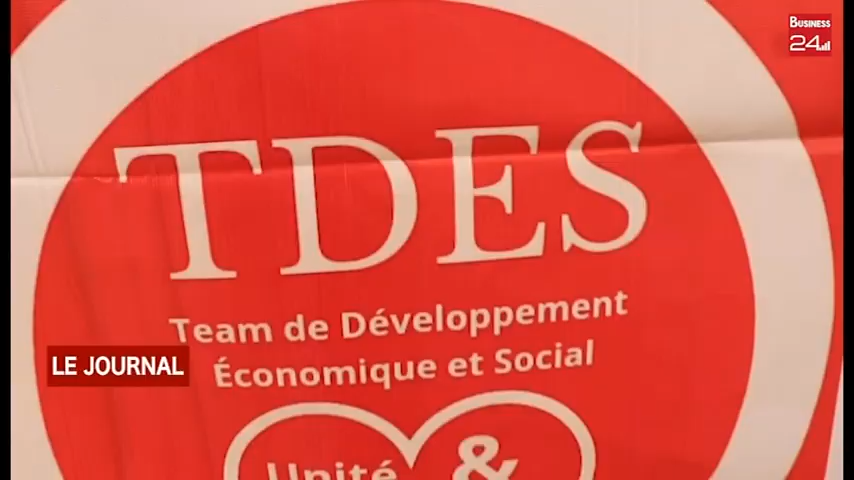 BUSINESS
24
TDES
Team de Développement
Économique et Social
LE JOURNAL
Unité &